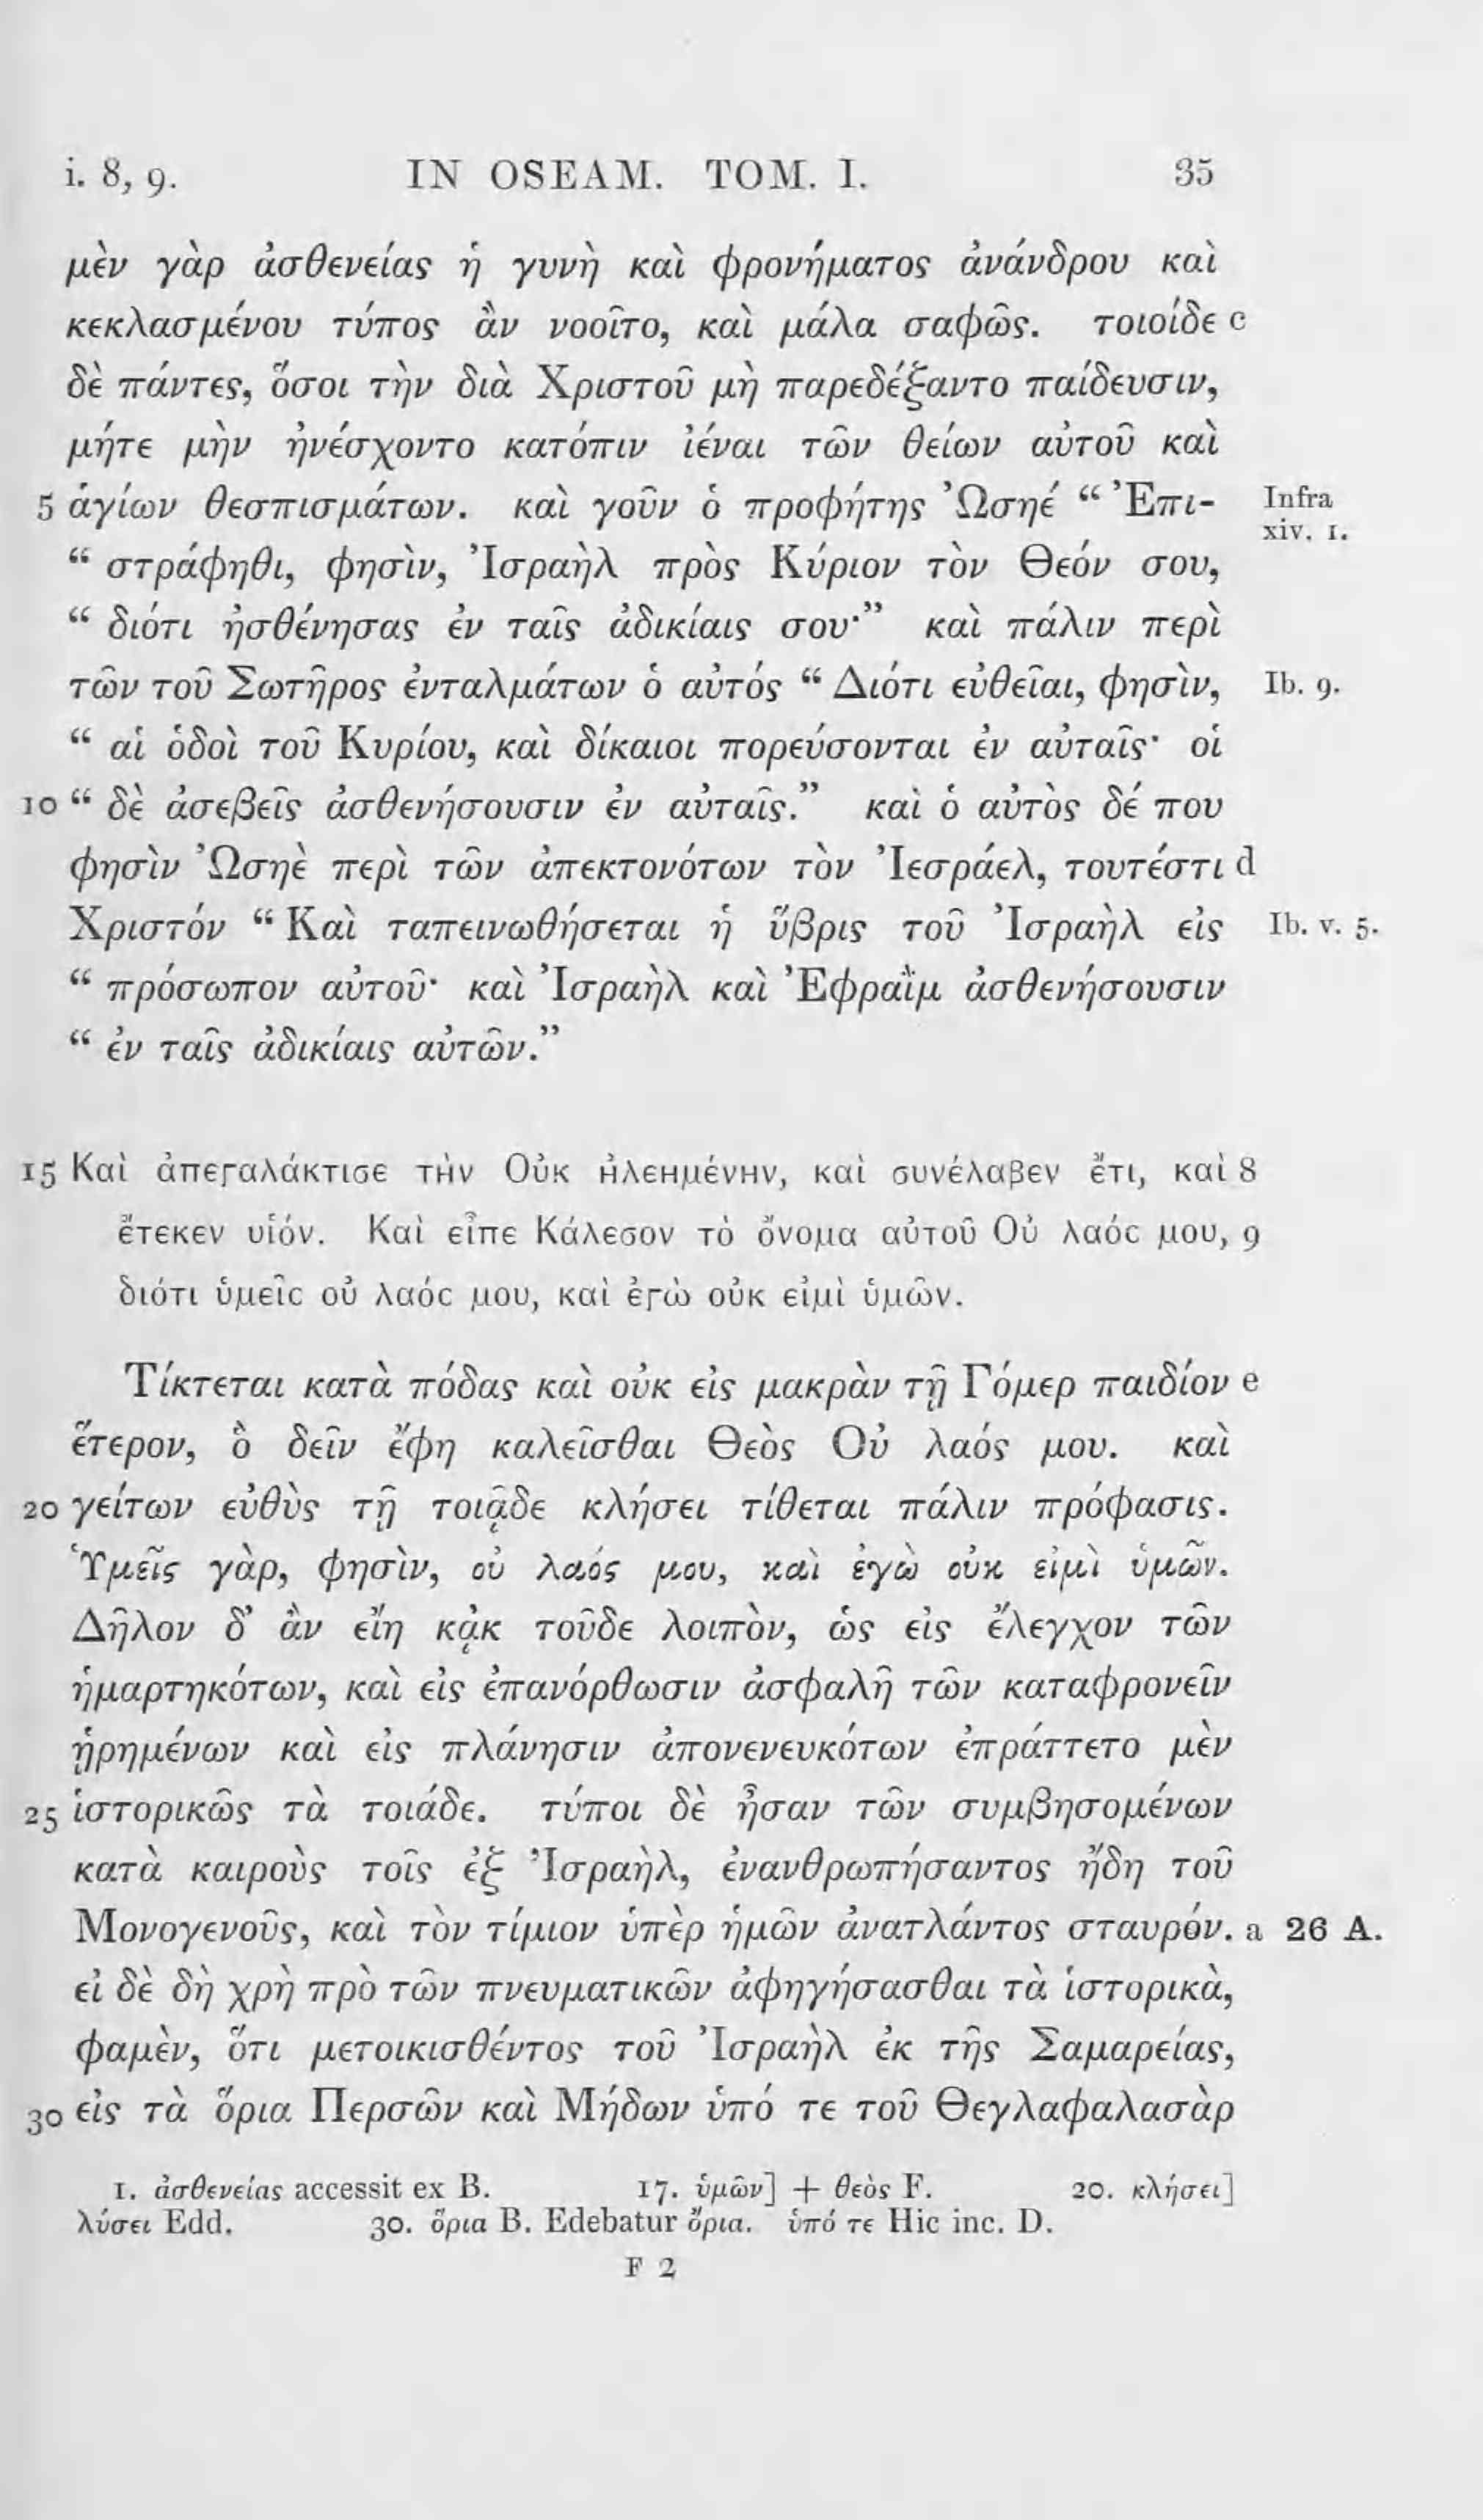 i. 8, 9. IN OSEAM. TOM. I. 35
μὲν γὰρ ἀσθενείας ἡ γυνὴ καὶ φρονήματος ἀνάνδρου καὶ
κεκλασμένου τύπος ἂν νοοῖτο, καὶ μάλα σαφῶς. τοιοίδε c
δὲ πάντες, ὅσοι τὴν διὰ Χριστοῦ μὴ παρεδέξαντο παίδευσιν,
μήτε μὴν ἠνέσχοντο κατόπιν ἰέναι τῶν θείων αὐτοῦ καὶ
5 ἁγίων θεσπισμάτων. καὶ γοῦν ὁ προφήτης Ὠσηέ “ Ἐπι- Infra xiv. 1.
“ στράφηθι, φησὶν, Ἰσραὴλ πρὸς Κύριον τὸν Θεόν σου,
“ διότι ἠσθένησας ἐν ταῖς ἀδικίαις σου·” καὶ πάλιν περὶ
τῶν τοῦ Σωτῆρος ἐνταλμάτων ὁ αὐτός “ Διότι εὐθεῖαι, φησὶν, Ib. 9.
“ αἱ ὁδοὶ τοῦ Κυρίου, καὶ δίκαιοι πορεύσονται ἐν αὐταῖς· οἱ
10 “ δὲ ἀσεβεῖς ἀσθενήσουσιν ἐν αὐταῖς.” καὶ ὁ αὐτὸς δέ που
φησὶν Ὠσηὲ περὶ τῶν ἀπεκτονότων τὸν Ἰεσράελ, τουτέστι d
Χριστόν “ Καὶ ταπεινωθήσεται ἡ ὕβρις τοῦ Ἰσραὴλ εἰς Ib. v. 5.
“ πρόσωπον αὐτοῦ· καὶ Ἰσραὴλ καὶ Ἐφραῒμ ἀσθενήσουσιν
“ ἐν ταῖς ἀδικίαις αὐτῶν.”
15 Καὶ ἀπεγαλάκτισε τὴν Οὐκ ἠλεημένην, καὶ συνέλαβεν ἔτι, καὶ 8
ἔτεκεν υἱόν. Καὶ εἶπε Κάλεσον τὸ ὄνομα αὐτοῦ Οὐ λαός μου, 9
διότι ὑμεῖς οὐ λαός μου, καὶ ἐγὼ οὐκ εἰμὶ ὑμῶν.
Τίκτεται κατὰ πόδας καὶ οὐκ εἰς μακρὰν τῇ Γόμερ παιδίον e
ἕτερον, ὃ δεῖν ἔφη καλεῖσθαι Θεὸς Οὐ λαός μου. καὶ
20 γείτων εὐθὺς τῇ τοιᾷδε κλήσει τίθεται πάλιν πρόφασις.
Ὑμεῖς γὰρ, φησὶν, οὐ λαός μου, καὶ ἐγὼ οὐκ εἰμὶ ὑμῶν.
Δῆλον δ’ ἂν εἴη κᾀκ τοῦδε λοιπὸν, ὡς εἰς ἔλεγχον τῶν
ἡμαρτηκότων, καὶ εἰς ἐπανόρθωσιν ἀσφαλῆ τῶν καταφρονεῖν
ᾑρημένων καὶ εἰς πλάνησιν ἀπονενευκότων ἐπράττετο μὲν
25 ἱστορικῶς τὰ τοιάδε. τύποι δὲ ἦσαν τῶν συμβησομένων
κατὰ καιροὺς τοῖς ἐξ Ἰσραὴλ, ἐνανθρωπήσαντος ἤδη τοῦ
Μονογενοῦς, καὶ τὸν τίμιον ὑπὲρ ἡμῶν ἀνατλάντος σταυρόν. a 26 A.
εἰ δὲ δὴ χρὴ πρὸ τῶν πνευματικῶν ἀφηγήσασθαι τὰ ἱστορικὰ,
φαμὲν, ὅτι μετοικισθέντος τοῦ Ἰσραὴλ ἐκ τῆς Σαμαρείας,
30 εἰς τὰ ὅρια Περσῶν καὶ Μήδων ὑπό τε τοῦ Θεγλαφαλασὰρ
1. ἀσθενείας accessit ex B. 17. ὑμῶν] + θεὸς F. 20. κλήσει]
λύσει Edd. 30. ὅρια B. Edebatur ὄρια. ὑπό τε Hic inc. D.
F 2